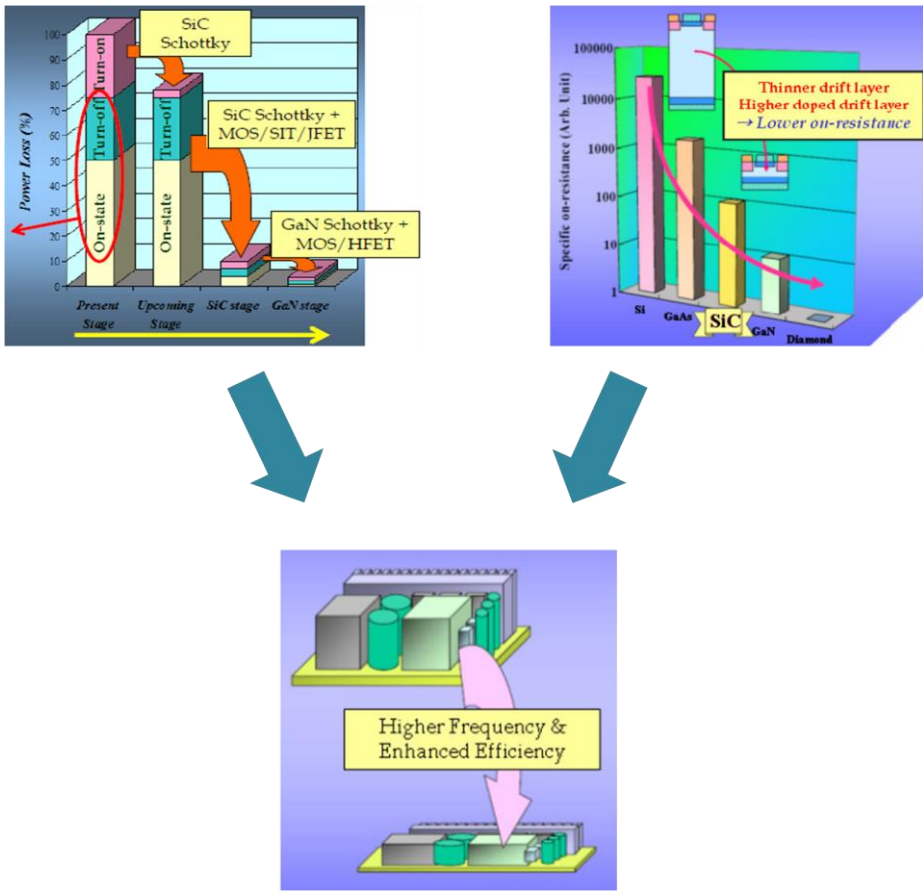 Power Loss (%)
100
90
80
70
60
50
40
30
20
10
0
Turn-on
Turn-off
On-state
Turn-off
On-state
SiC
Schottky
SiC Schottky +
MOS/SIT/JFET
GaN Schottky +
MOS/HFET
Present
Stage
Upcoming
Stage
SiC stage
GaN stage
Specific on-resistance (Arb. Unit)
100000
10000
1000
100
10
1
Thinner drift layer
Higher doped drift layer
→ Lower on-resistance
Si
GaAs
SiC
GaN
Diamond
Higher Frequency &
Enhanced Efficiency